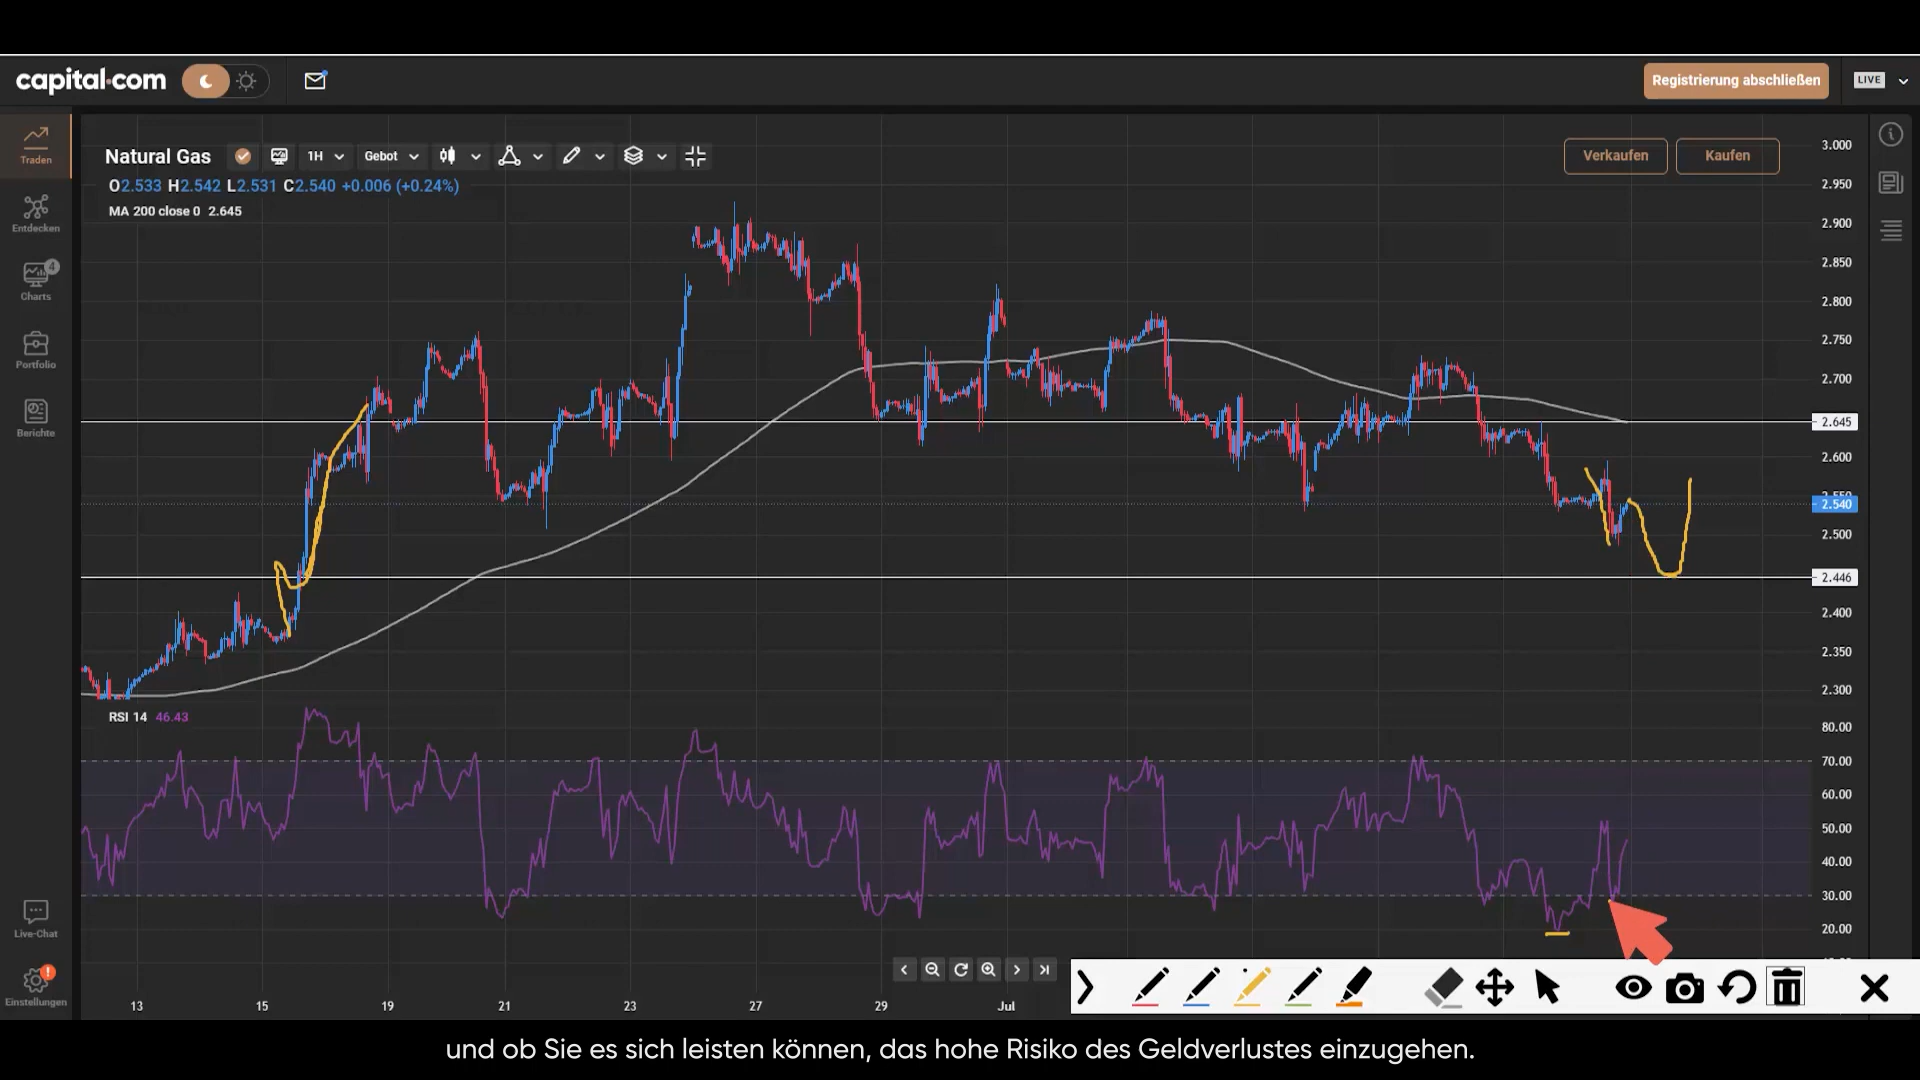 capital.com
Registrierung abschließen
LIVE
Traden
Entdecken
4
Charts
Portfolio
Berichte
Live-Chat
!
Einstellungen
Natural Gas
1H
Gebot
O2.533 H2.542 L2.531 C2.540 +0.006 (+0.24%)
MA 200 close 0 2.645
Verkaufen
Kaufen
3.000
2.950
2.900
2.850
2.800
2.750
2.700
2.645
2.600
2.540
2.500
2.446
2.400
2.350
2.300
RSI 14 46.43
80.00
70.00
60.00
50.00
40.00
30.00
20.00
13 15 19 21 23 27 29 Jul
und ob Sie es sich leisten können, das hohe Risiko des Geldverlustes einzugehen.